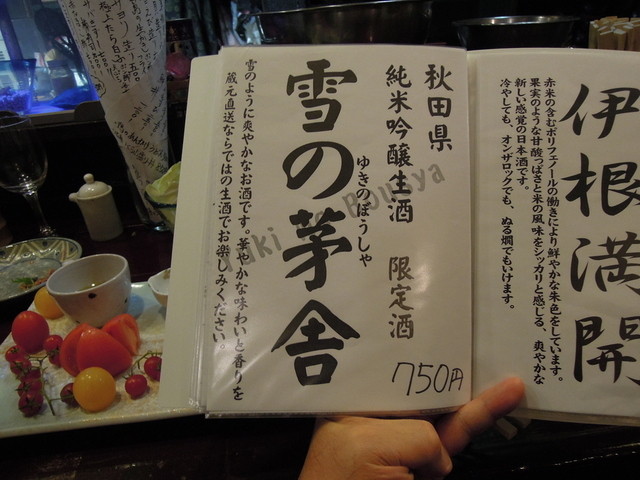 赤米の含むポリフェノールの働きにより鮮やかな朱色をしています。
果実のような甘酸っぱさと米の風味をシッカリと感じる、爽やかな
新しい感覚の日本酒です。
冷やしても、オンザロックでも、ぬる燗でもいけます。
伊根満開
秋田県
純米吟醸生酒 限定酒
ゆきのぼうしゃ
雪の茅舎
雪のように爽やかなお酒です。華やかな味わいと香りを
蔵元直送ならではの生酒でお楽しみください。
750円
Yuki no Bousya